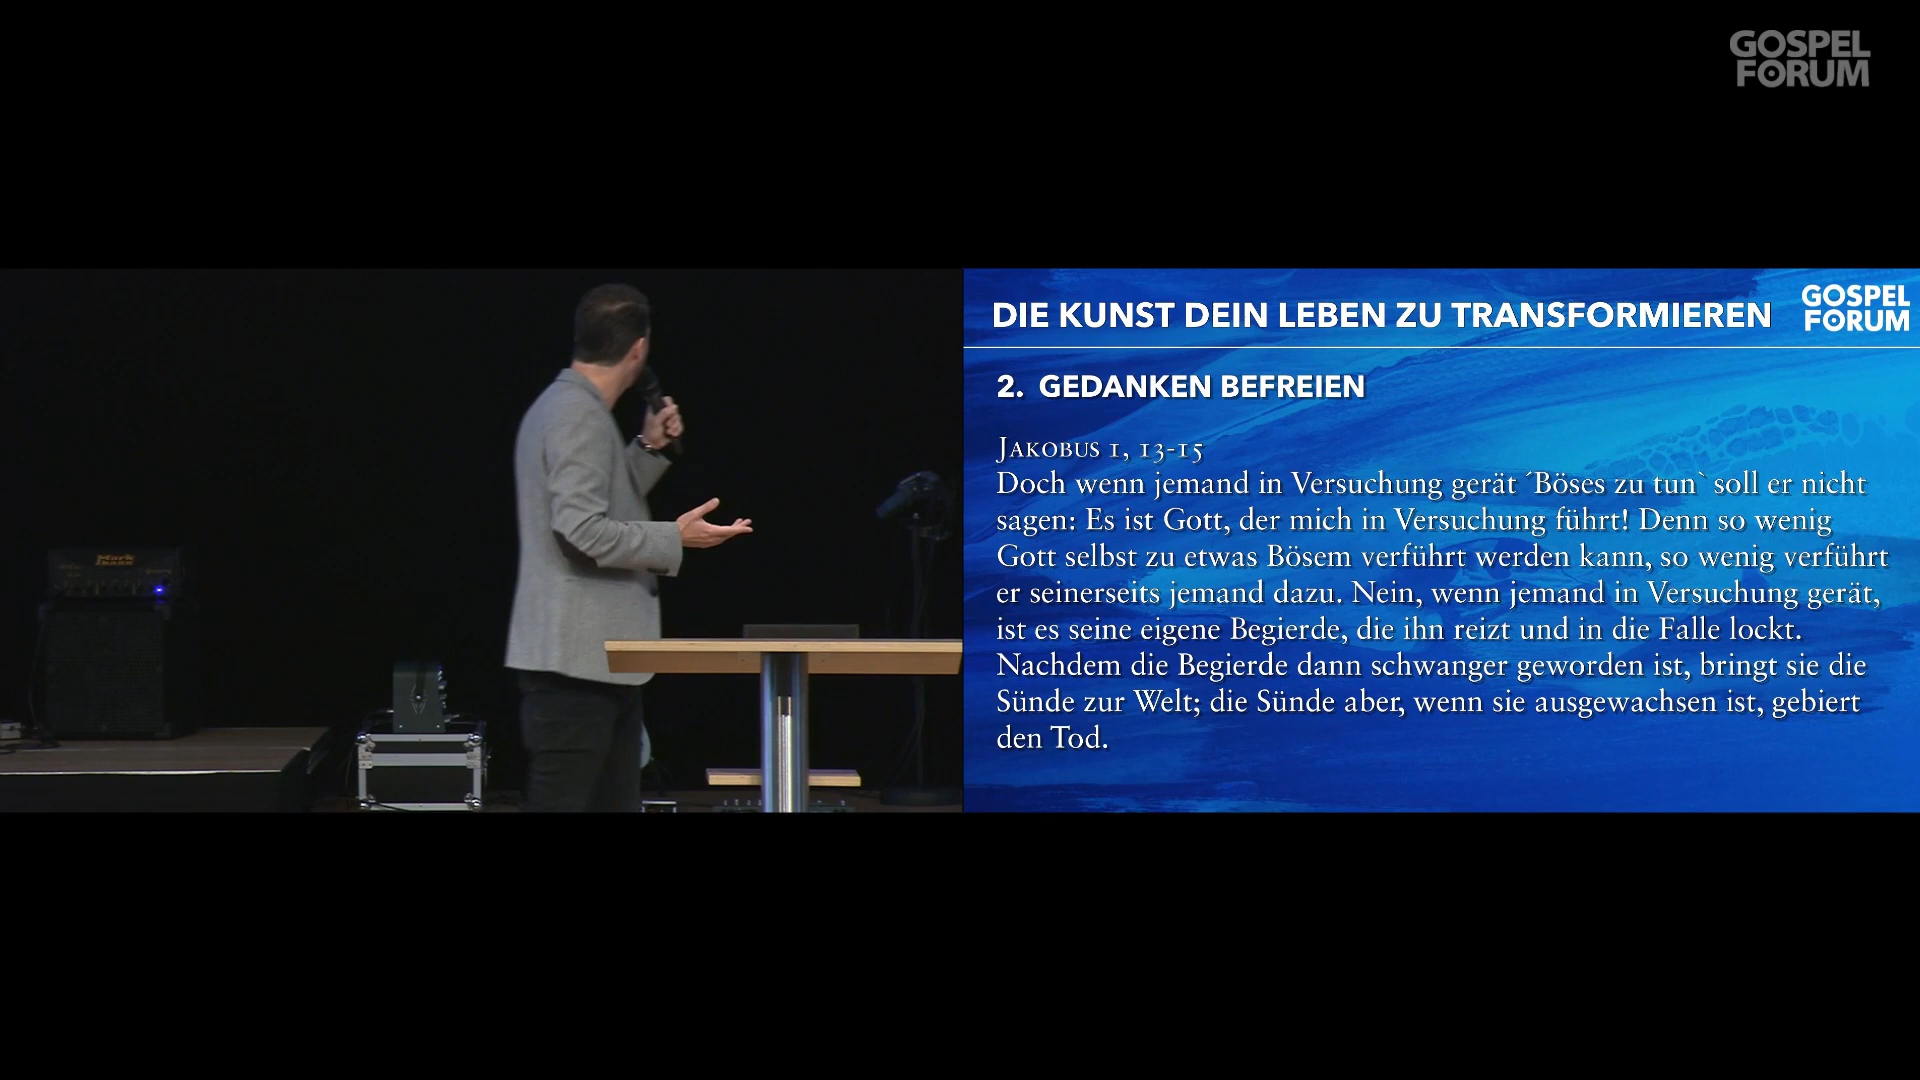 GOSPEL
FORUM
DIE KUNST DEIN LEBEN ZU TRANSFORMIEREN
GOSPEL
FORUM
2. GEDANKEN BEFREIEN
Jakobus 1, 13-15
Doch wenn jemand in Versuchung gerät ´Böses zu tun` soll er nicht
sagen: Es ist Gott, der mich in Versuchung führt! Denn so wenig
Gott selbst zu etwas Bösem verführt werden kann, so wenig verführt
er seinerseits jemand dazu. Nein, wenn jemand in Versuchung gerät,
ist es seine eigene Begierde, die ihn reizt und in die Falle lockt.
Nachdem die Begierde dann schwanger geworden ist, bringt sie die
Sünde zur Welt; die Sünde aber, wenn sie ausgewachsen ist, gebiert
den Tod.
Mark